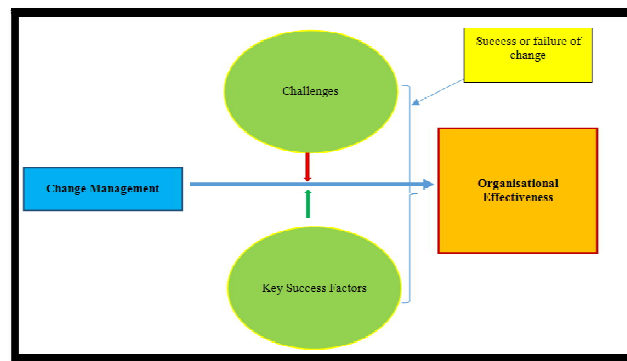 Success or failure of
change
Challenges
Change Management
Organisational
Effectiveness
Key Success Factors